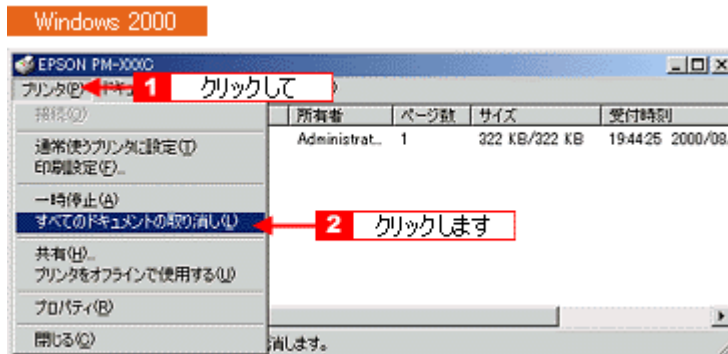 Windows 2000
EPSON PM-XXXC
プリンタ(P)
1 クリックして
接続(O)
所有者 ページ数 サイズ 受付時刻
通常使うプリンタに設定(T)
Administrat... 1 322 KB/322 KB 19:44:25 2000/08
印刷設定(F)...
一時停止(A)
すべてのドキュメントの取り消し(L)
2 クリックします
共有(H)...
プリンタをオフラインで使用する(U)
プロパティ(R)
閉じる(C)
消します。